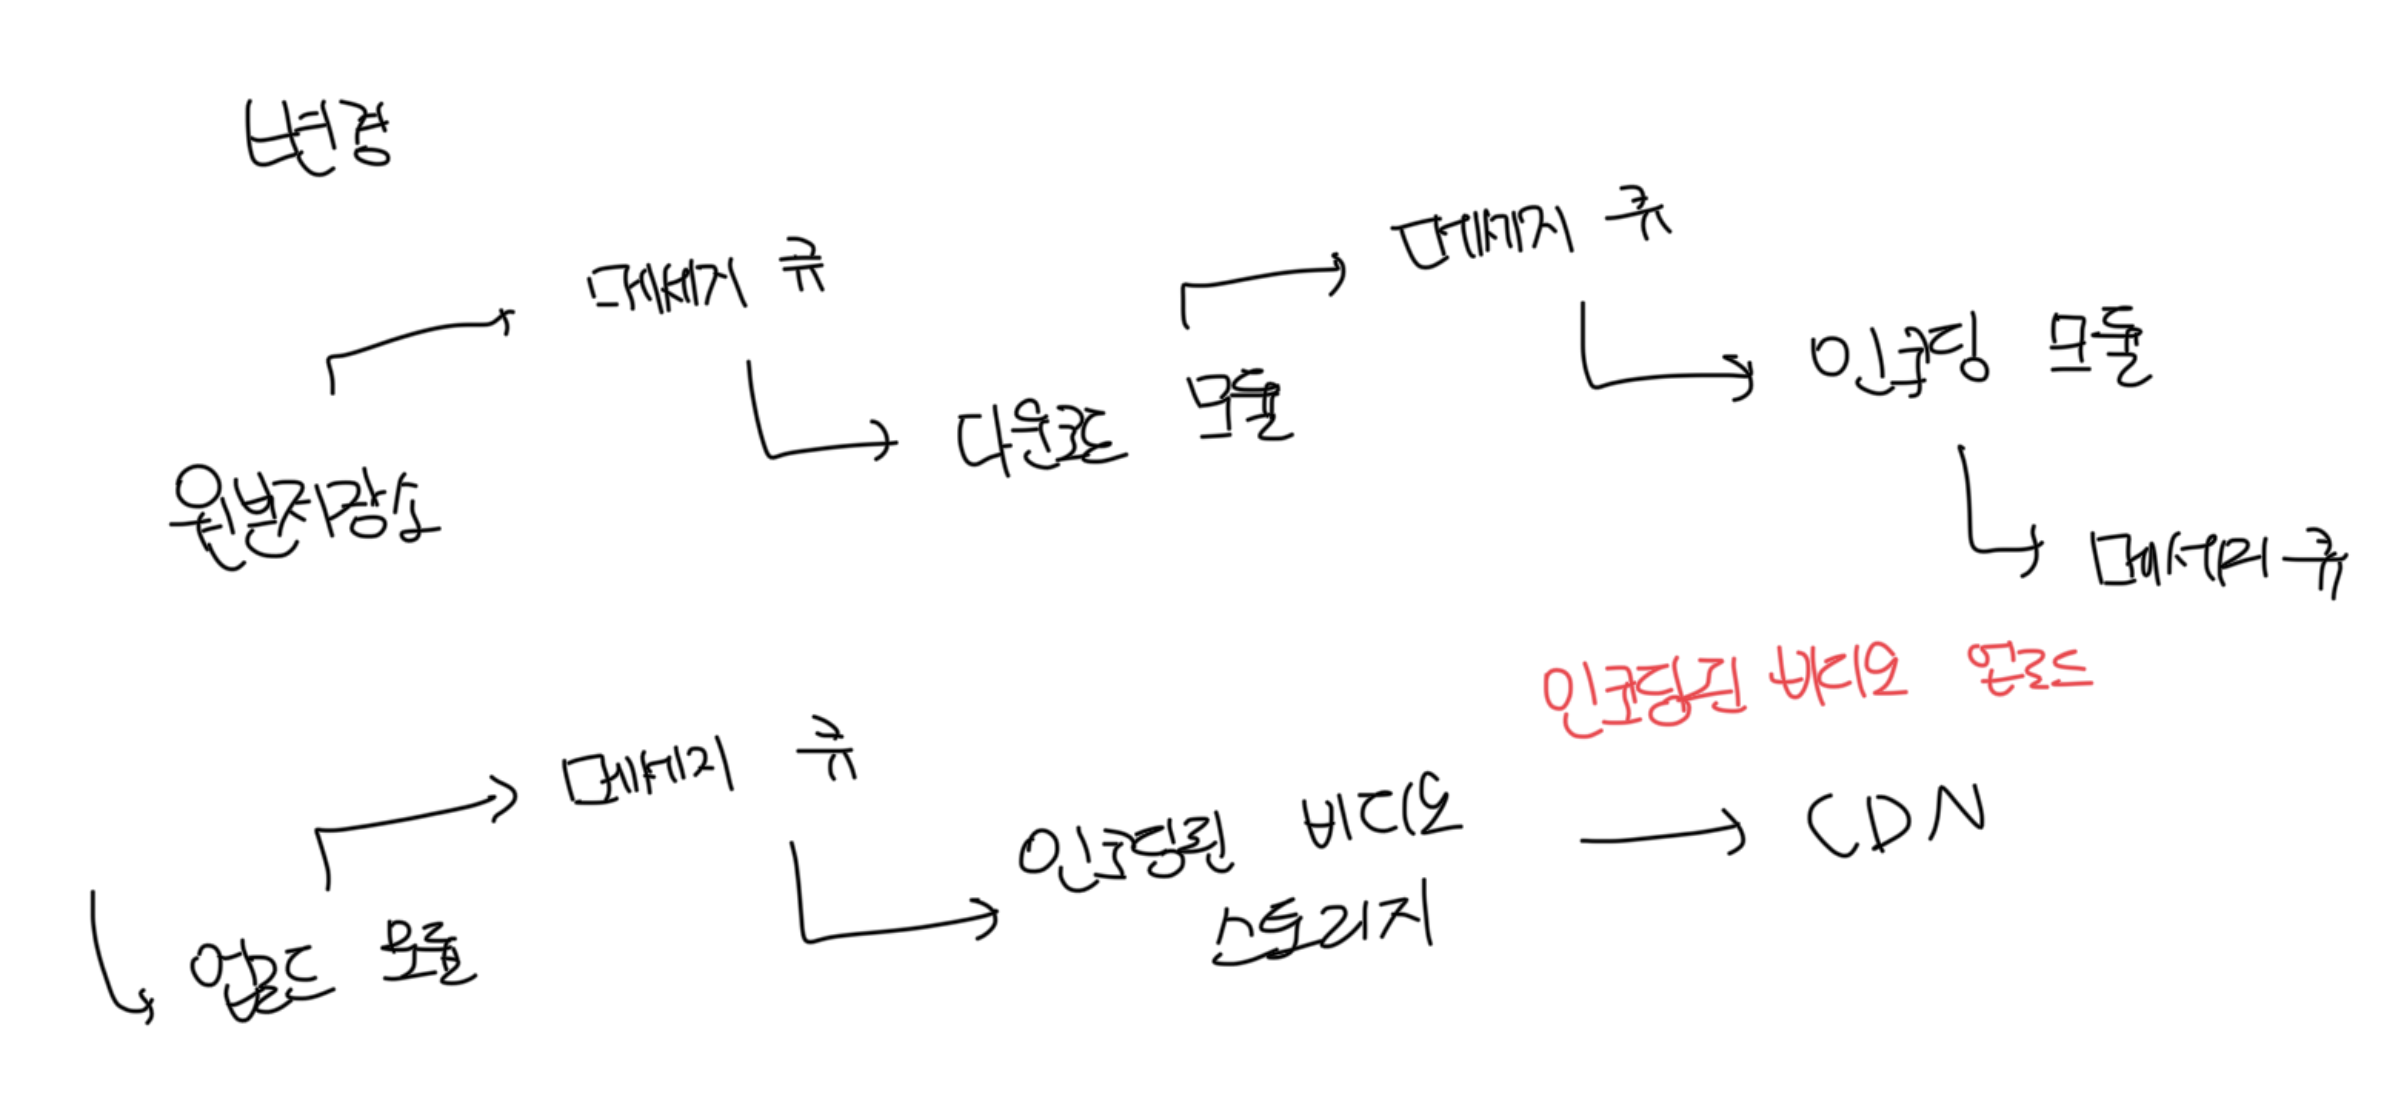 변경
메세지 큐
메세지 큐
인코딩 모듈
다운로드 모듈
원본저장소
메세지 큐
인코딩된 비디오 업로드
메세지 큐
CDN
인코딩된 비디오
스토리지
업로드 모듈